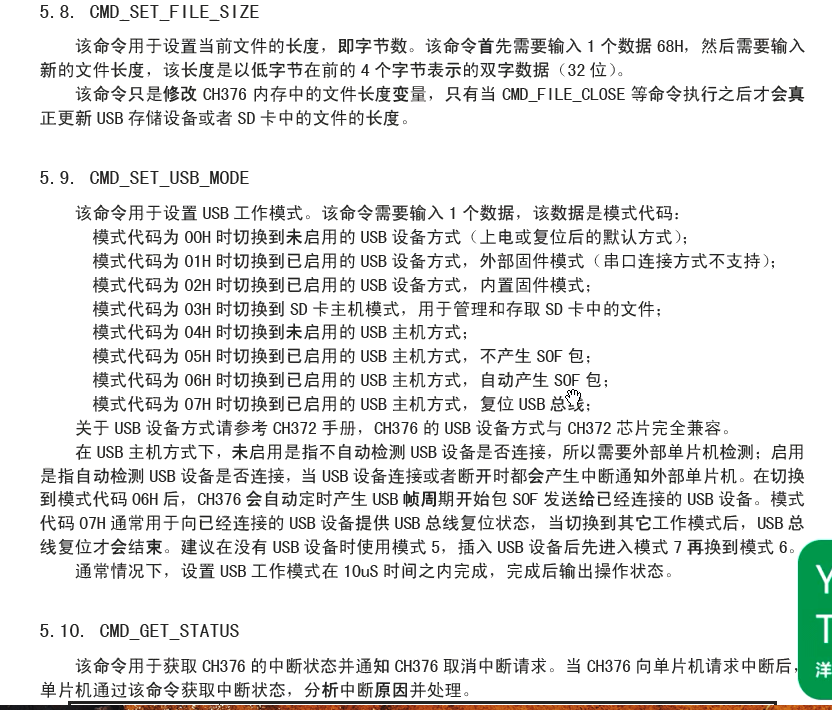 5.8. CMD_SET_FILE_SIZE
该命令用于设置当前文件的长度，即字节数。该命令首先需要输入 1 个数据 68H，然后需要输入
新的文件长度，该长度是以低字节在前的 4 个字节表示的双字数据（32 位）。
该命令只是修改 CH376 内存中的文件长度变量，只有当 CMD_FILE_CLOSE 等命令执行之后才会真
正更新 USB 存储设备或者 SD 卡中的文件的长度。
5.9. CMD_SET_USB_MODE
该命令用于设置 USB 工作模式。该命令需要输入 1 个数据，该数据是模式代码：
模式代码为 00H 时切换到未启用的 USB 设备方式（上电或复位后的默认方式）；
模式代码为 01H 时切换到已启用的 USB 设备方式，外部固件模式（串口连接方式不支持）；
模式代码为 02H 时切换到已启用的 USB 设备方式，内置固件模式；
模式代码为 03H 时切换到 SD 卡主机模式，用于管理和存取 SD 卡中的文件；
模式代码为 04H 时切换到未启用的 USB 主机方式；
模式代码为 05H 时切换到已启用的 USB 主机方式，不产生 SOF 包；
模式代码为 06H 时切换到已启用的 USB 主机方式，自动产生 SOF 包；
模式代码为 07H 时切换到已启用的 USB 主机方式，复位 USB 总线；
关于 USB 设备方式请参考 CH372 手册，CH376 的 USB 设备方式与 CH372 芯片完全兼容。
在 USB 主机方式下，未启用是指不自动检测 USB 设备是否连接，所以需要外部单片机检测；启用
是指自动检测 USB 设备是否连接，当 USB 设备连接或者断开时都会产生中断通知外部单片机。在切换
到模式代码 06H 后，CH376 会自动定时产生 USB 帧周期开始包 SOF 发送给已经连接的 USB 设备。模式
代码 07H 通常用于向已经连接的 USB 设备提供 USB 总线复位状态，当切换到其它工作模式后，USB 总
线复位才会结束。建议在没有 USB 设备时使用模式 5，插入 USB 设备后先进入模式 7 再换到模式 6。
通常情况下，设置 USB 工作模式在 10uS 时间之内完成，完成后输出操作状态。
5.10. CMD_GET_STATUS
该命令用于获取 CH376 的中断状态并通知 CH376 取消中断请求。当 CH376 向单片机请求中断后，
单片机通过该命令获取中断状态，分析中断原因并处理。
Y
T
洋